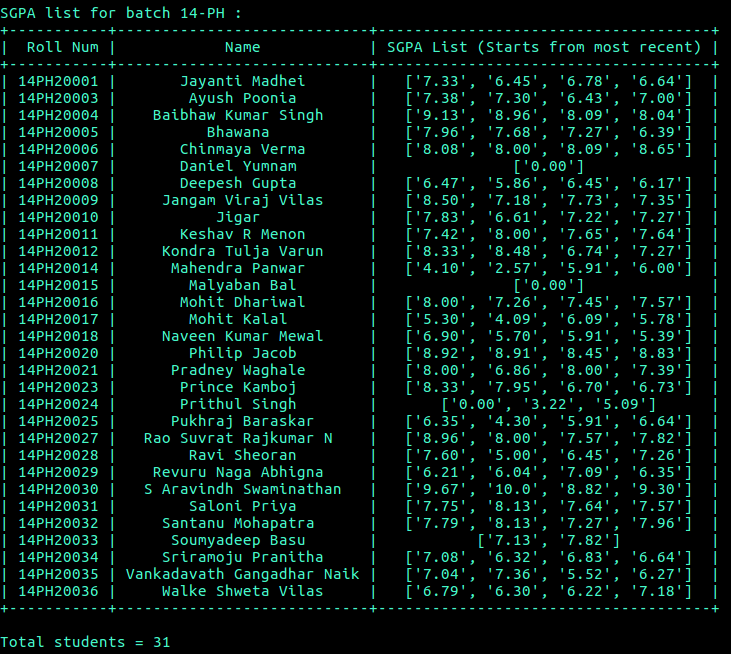 SGPA list for batch 14-PH :
+-----------+----------------------------+--------------------------------------+
|  Roll Num |            Name            | SGPA List (Starts from most recent) |
+-----------+----------------------------+--------------------------------------+
| 14PH20001 |       Jayanti Madhei       |   ['7.33', '6.45', '6.78', '6.64']  |
| 14PH20003 |        Ayush Poonia        |   ['7.38', '7.30', '6.43', '7.00']  |
| 14PH20004 |    Baibhaw Kumar Singh     |   ['9.13', '8.96', '8.09', '8.04']  |
| 14PH20005 |          Bhawana           |   ['7.96', '7.68', '7.27', '6.39']  |
| 14PH20006 |       Chinmaya Verma       |   ['8.08', '8.00', '8.09', '8.65']  |
| 14PH20007 |       Daniel Yumnam        |               ['0.00']              |
| 14PH20008 |       Deepesh Gupta        |   ['6.47', '5.86', '6.45', '6.17']  |
| 14PH20009 |     Jangam Viraj Vilas     |   ['8.50', '7.18', '7.73', '7.35']  |
| 14PH20010 |           Jigar            |   ['7.83', '6.61', '7.22', '7.27']  |
| 14PH20011 |       Keshav R Menon       |   ['7.42', '8.00', '7.65', '7.64']  |
| 14PH20012 |     Kondra Tulja Varun     |   ['8.33', '8.48', '6.74', '7.27']  |
| 14PH20014 |      Mahendra Panwar       |   ['4.10', '2.57', '5.91', '6.00']  |
| 14PH20015 |        Malyaban Bal        |               ['0.00']              |
| 14PH20016 |      Mohit Dhariwal        |   ['8.00', '7.26', '7.45', '7.57']  |
| 14PH20017 |        Mohit Kalal         |   ['5.30', '4.09', '6.09', '5.78']  |
| 14PH20018 |     Naveen Kumar Mewal     |   ['6.90', '5.70', '5.91', '5.39']  |
| 14PH20020 |        Philip Jacob        |   ['8.92', '8.91', '8.45', '8.83']  |
| 14PH20021 |      Pradney Waghale       |   ['8.00', '6.86', '8.00', '7.39']  |
| 14PH20023 |       Prince Kamboj        |   ['8.33', '7.95', '6.70', '6.73']  |
| 14PH20024 |       Prithul Singh        |       ['0.00', '3.22', '5.09']      |
| 14PH20025 |      Pukhraj Baraskar      |   ['6.35', '4.30', '5.91', '6.64']  |
| 14PH20027 |   Rao Suvrat Rajkumar N    |   ['8.96', '8.00', '7.57', '7.82']  |
| 14PH20028 |        Ravi Sheoran        |   ['7.60', '5.00', '6.45', '7.26']  |
| 14PH20029 |    Revuru Naga Abhigna     |   ['6.21', '6.04', '7.09', '6.35']  |
| 14PH20030 |   S Aravindh Swaminathan   |   ['9.67', '10.0', '8.82', '9.30']  |
| 14PH20031 |        Saloni Priya        |   ['7.75', '8.13', '7.64', '7.57']  |
| 14PH20032 |     Santanu Mohapatra      |   ['7.79', '8.13', '7.27', '7.96']  |
| 14PH20033 |      Soumyadeep Basu       |           ['7.13', '7.82']          |
| 14PH20034 |     Sriramoju Pranitha     |   ['7.08', '6.32', '6.83', '6.64']  |
| 14PH20035 | Vankadavath Gangadhar Naik |   ['7.04', '7.36', '5.52', '6.27']  |
| 14PH20036 |     Walke Shweta Vilas     |   ['6.79', '6.30', '6.22', '7.18']  |
+-----------+----------------------------+--------------------------------------+
Total students = 31